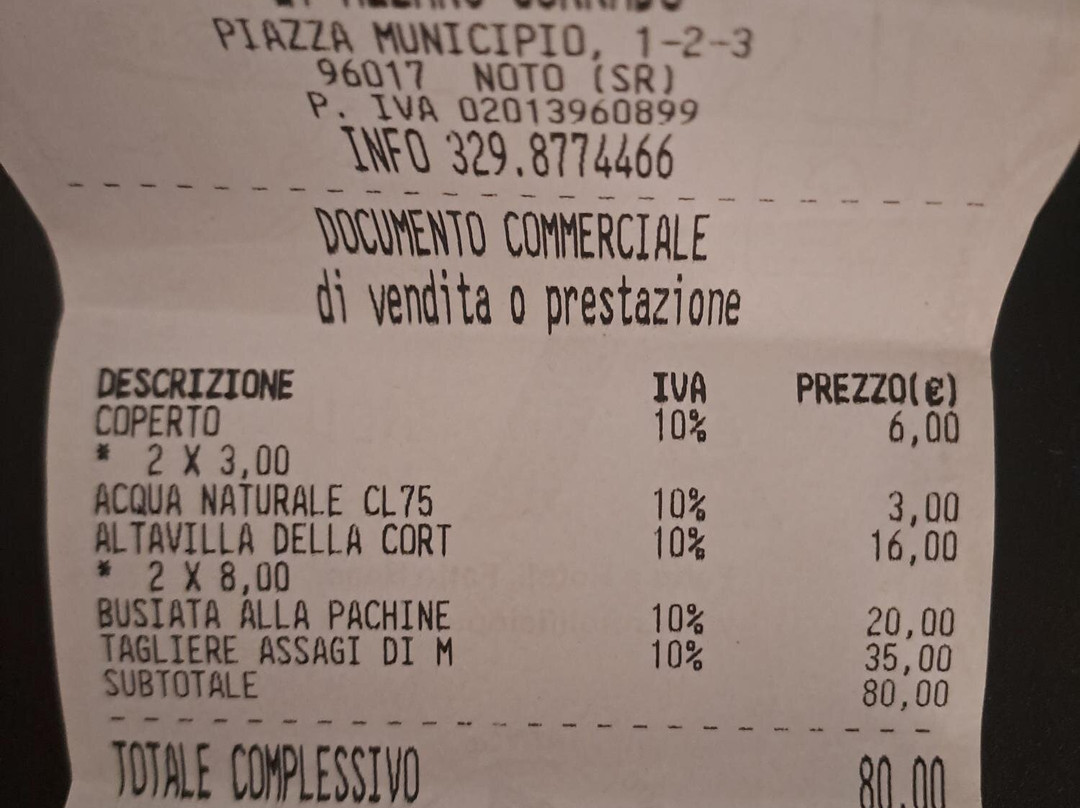 PIAZZA MUNICIPIO, 1-2-3
96017 NOTO (SR)
P. IVA 02013960899
INFO 329.8774466
DOCUMENTO COMMERCIALE
di vendita o prestazione
DESCRIZIONE IVA PREZZO(€)
COPERTO 10% 6,00
* 2 X 3,00
ACQUA NATURALE CL75 10% 3,00
ALTAVILLA DELLA CORT 10% 16,00
* 2 X 8,00
BUSIATA ALLA PACHINE 10% 20,00
TAGLIERE ASSAGI DI M 10% 35,00
SUBTOTALE 80,00
TOTALE COMPLESSIVO 80,00